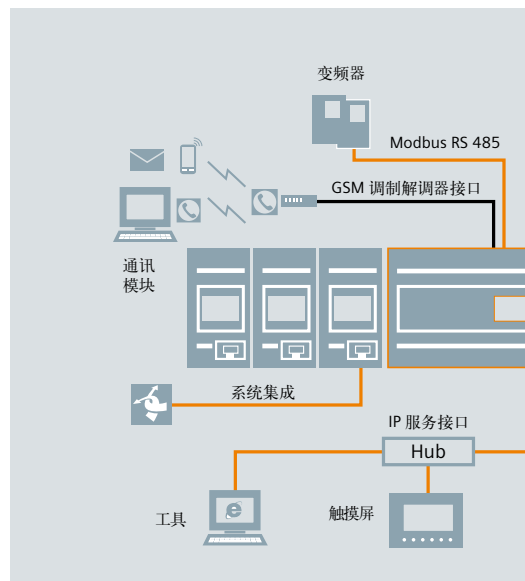 变频器
Modbus RS 485
GSM 调制解调器接口
通讯
模块
系统集成
IP 服务接口
Hub
工具
触摸屏